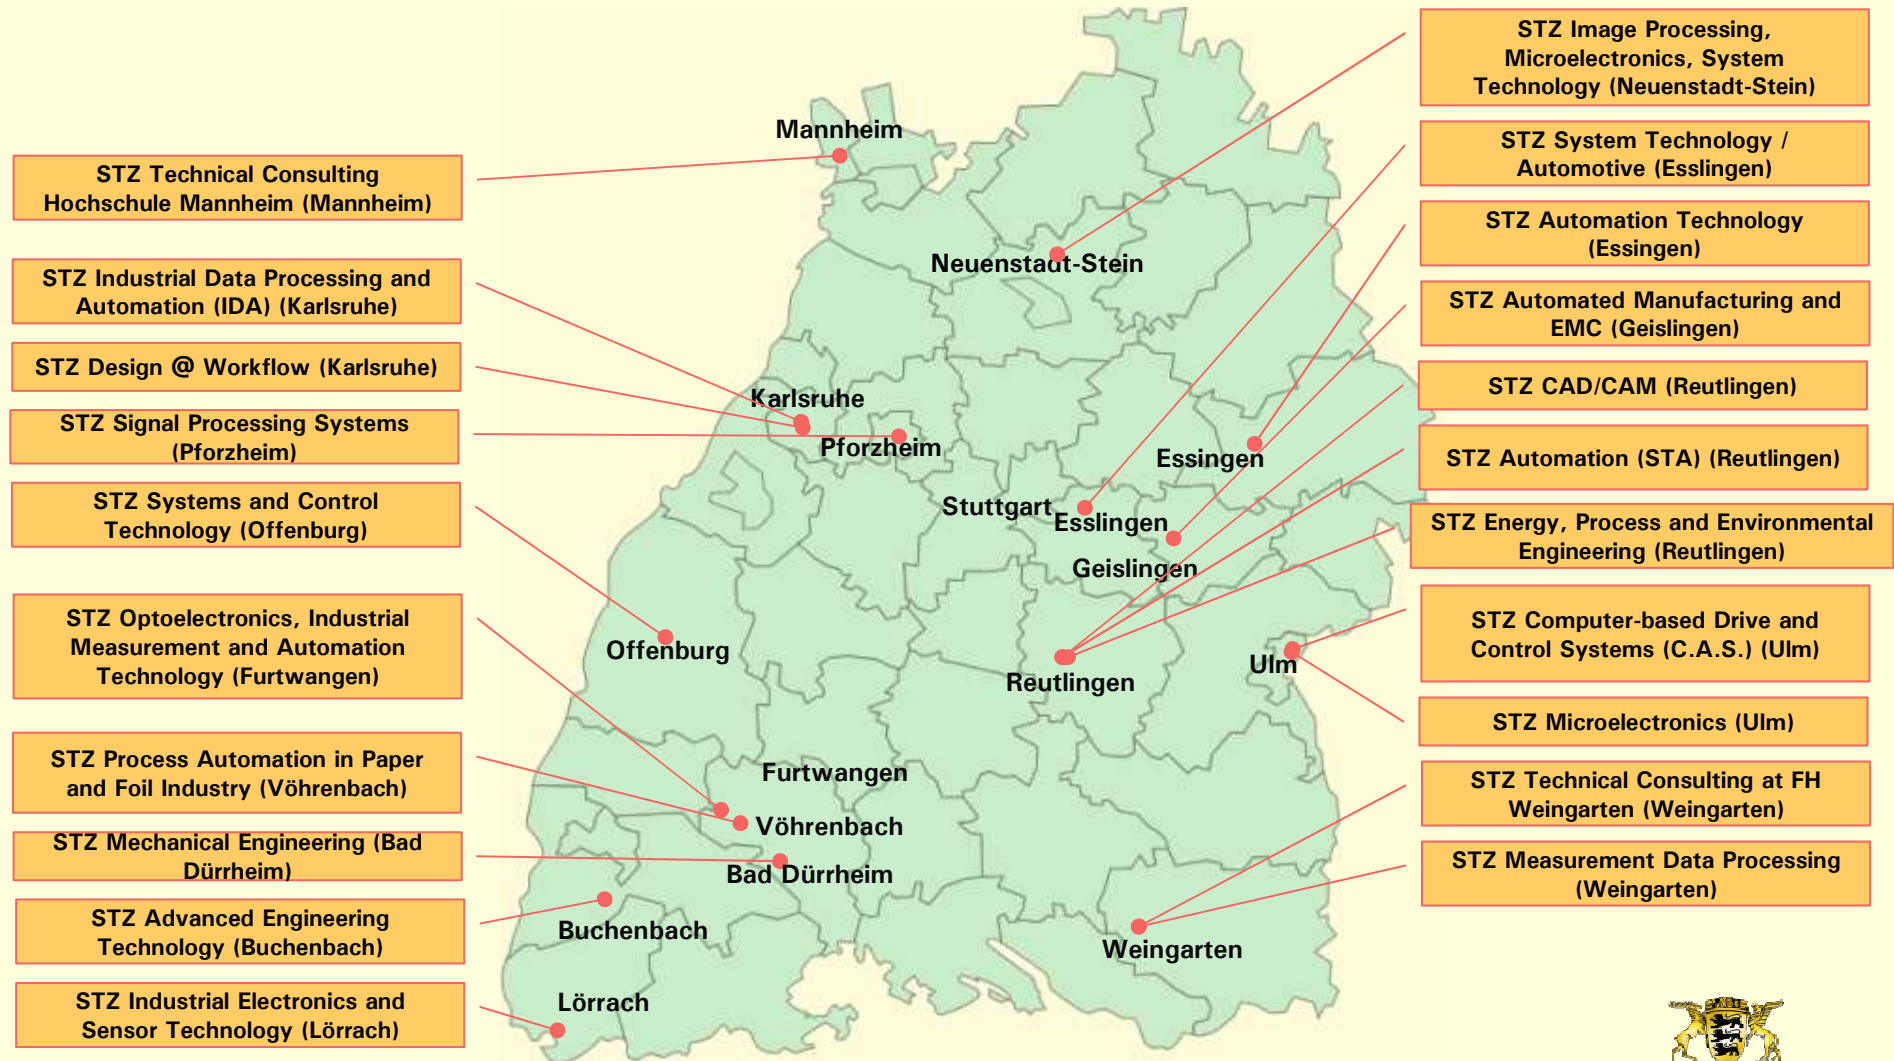 STZ Technical Consulting
Hochschule Mannheim (Mannheim)
STZ Industrial Data Processing and
Automation (IDA) (Karlsruhe)
STZ Design @ Workflow (Karlsruhe)
STZ Signal Processing Systems
(Pforzheim)
STZ Systems and Control
Technology (Offenburg)
STZ Optoelectronics, Industrial
Measurement and Automation
Technology (Furtwangen)
STZ Process Automation in Paper
and Foil Industry (Vöhrenbach)
STZ Mechanical Engineering (Bad
Dürrheim)
STZ Advanced Engineering
Technology (Buchenbach)
STZ Industrial Electronics and
Sensor Technology (Lörrach)
Mannheim
Neuenstadt-Stein
Karlsruhe
Pforzheim
Essingen
Stuttgart
Esslingen
Geislingen
Offenburg
Ulm
Reutlingen
Furtwangen
Vöhrenbach
Bad Dürrheim
Buchenbach
Weingarten
Lörrach
STZ Image Processing,
Microelectronics, System
Technology (Neuenstadt-Stein)
STZ System Technology /
Automotive (Esslingen)
STZ Automation Technology
(Essingen)
STZ Automated Manufacturing and
EMC (Geislingen)
STZ CAD/CAM (Reutlingen)
STZ Automation (STA) (Reutlingen)
STZ Energy, Process and Environmental
Engineering (Reutlingen)
STZ Computer-based Drive and
Control Systems (C.A.S.) (Ulm)
STZ Microelectronics (Ulm)
STZ Technical Consulting at FH
Weingarten (Weingarten)
STZ Measurement Data Processing
(Weingarten)